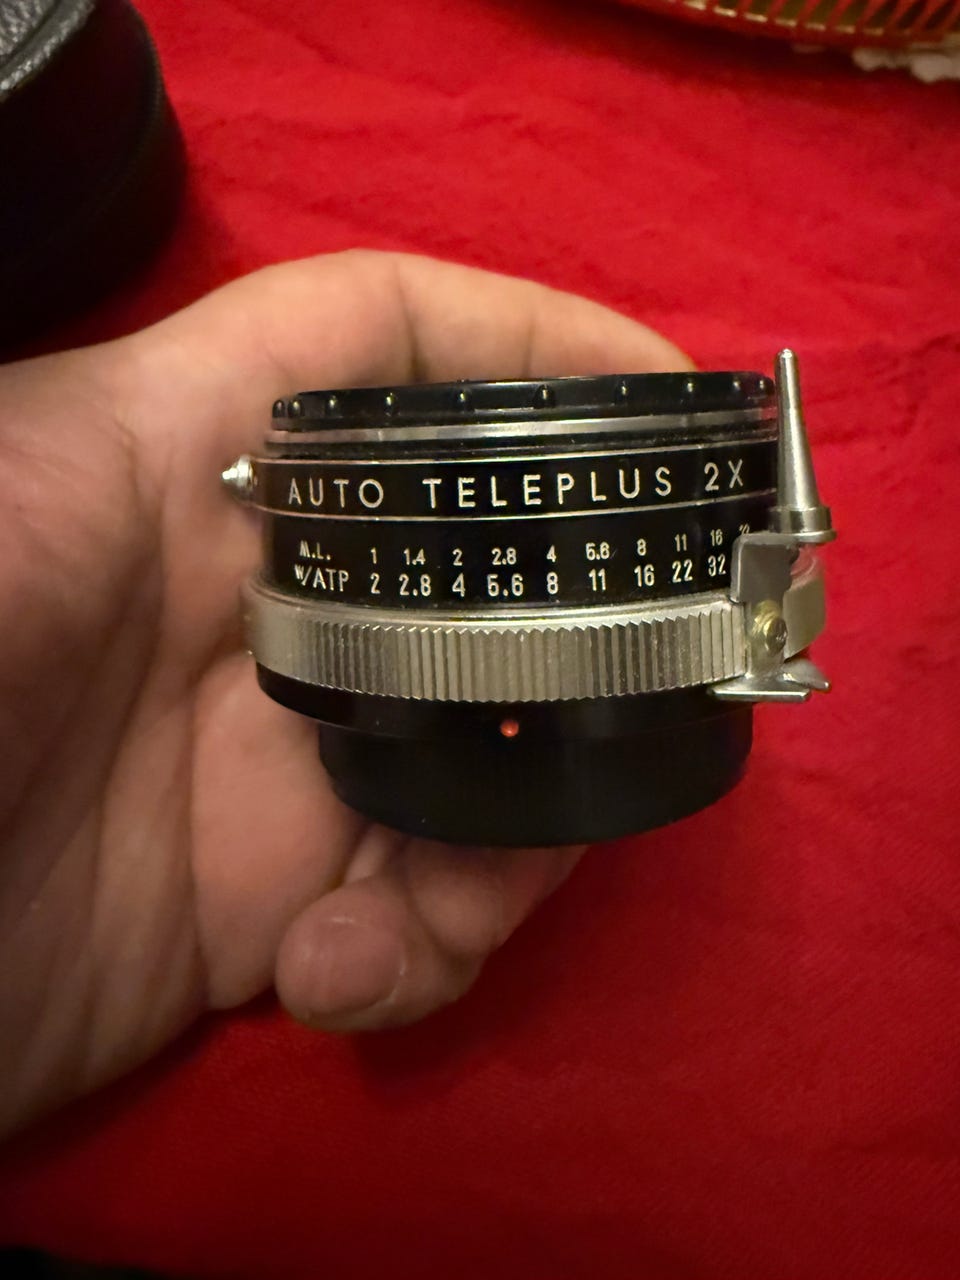 AUTO TELEPLUS 2X
M.L. 1 1.4 2 2.8 4 5.6 8 11 16
W/ATP 2 2.8 4 5.6 8 11 16 22 32